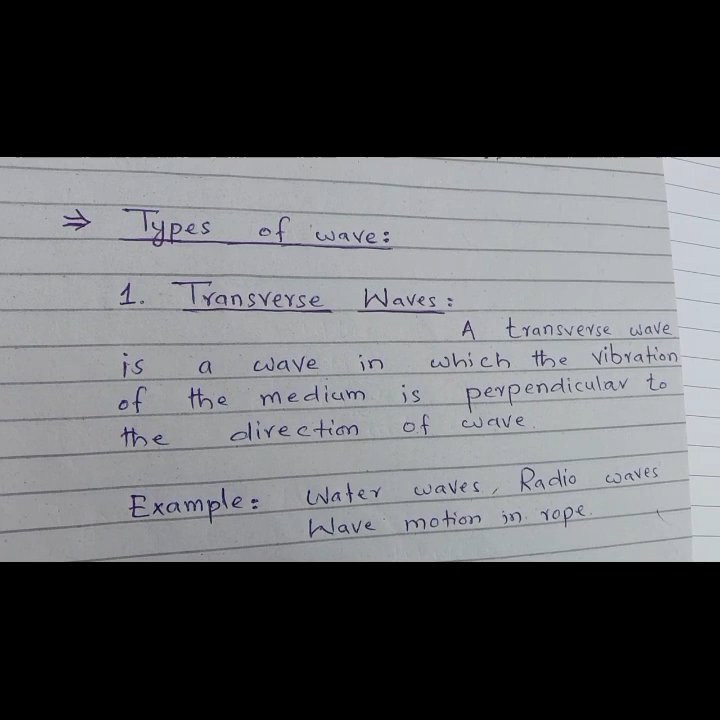 ⇒ Types of wave:
1. Transverse Waves:
A transverse wave
is a wave in which the vibration
of the medium is perpendicular to
the direction of wave.
Example: Water waves, Radio waves
Wave motion in rope.